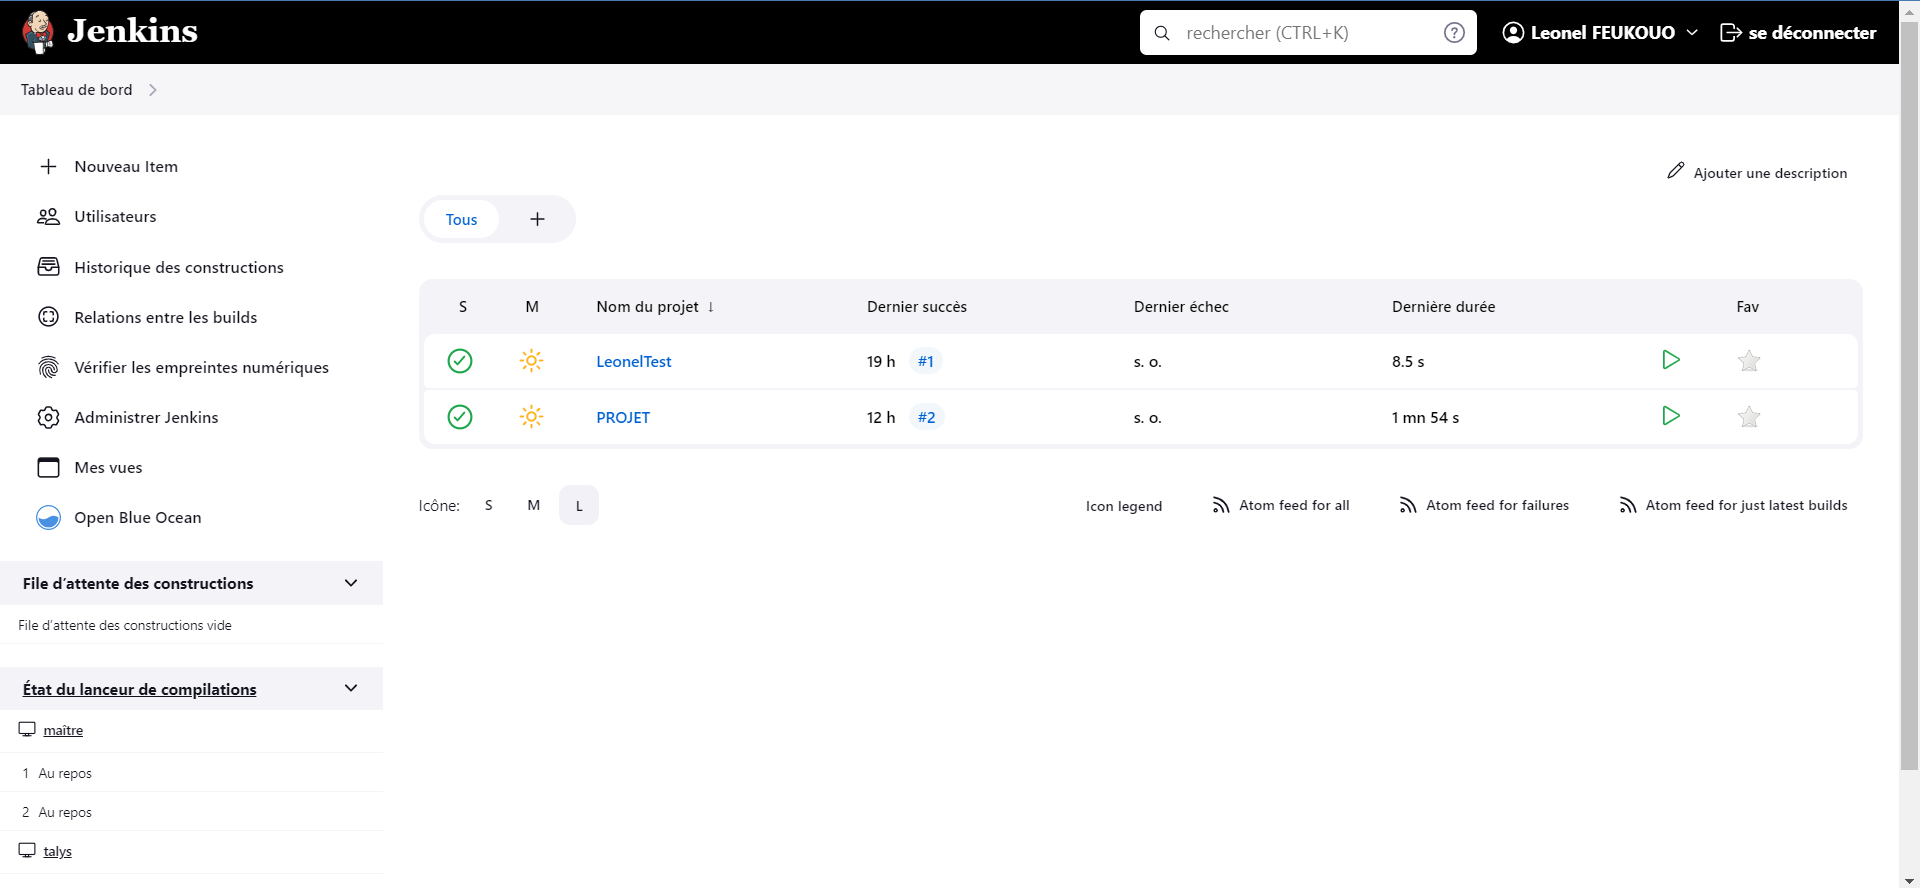 Jenkins
rechercher (CTRL+K)
Leonel FEUKOUO
se déconnecter
Tableau de bord
Nouveau Item
Utilisateurs
Historique des constructions
Relations entre les builds
Vérifier les empreintes numériques
Administrer Jenkins
Mes vues
Open Blue Ocean
File d’attente des constructions
File d’attente des constructions vide
État du lanceur de compilations
maître
1 Au repos
2 Au repos
talys
Ajouter une description
Tous
S M Nom du projet ↓ Dernier succès Dernier échec Dernière durée Fav
LeonelTest 19 h #1 s. o. 8.5 s
PROJET 12 h #2 s. o. 1 mn 54 s
Icône: S M L Icon legend Atom feed for all Atom feed for failures Atom feed for just latest builds